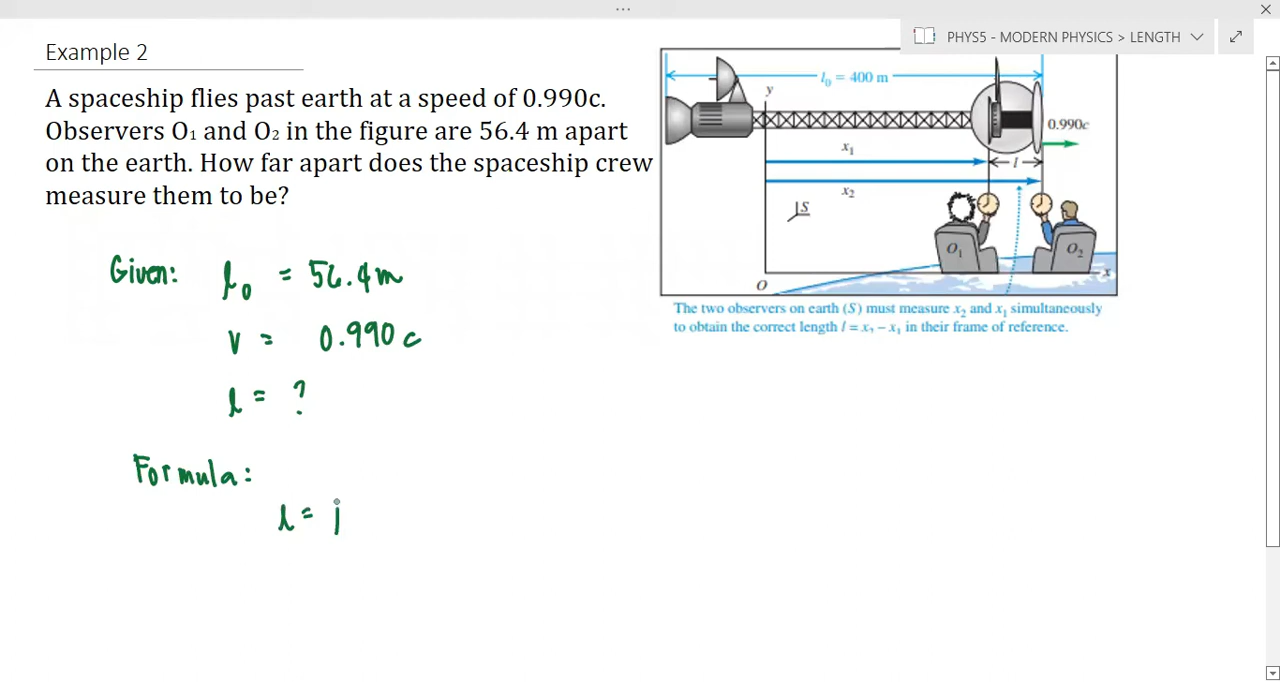 PHYS5 - MODERN PHYSICS > LENGTH
Example 2
A spaceship flies past earth at a speed of 0.990c.
Observers O₁ and O₂ in the figure are 56.4 m apart
on the earth. How far apart does the spaceship crew
measure them to be?
Given: l₀ = 56.4 m
v = 0.990 c
l = ?
Formula:
l =
l₀ = 400 m
y
0.990c
x₁
l
x₂
S
O₁
O₂
O
x
The two observers on earth (S) must measure x₂ and x₁ simultaneously
to obtain the correct length l = x₂ − x₁ in their frame of reference.